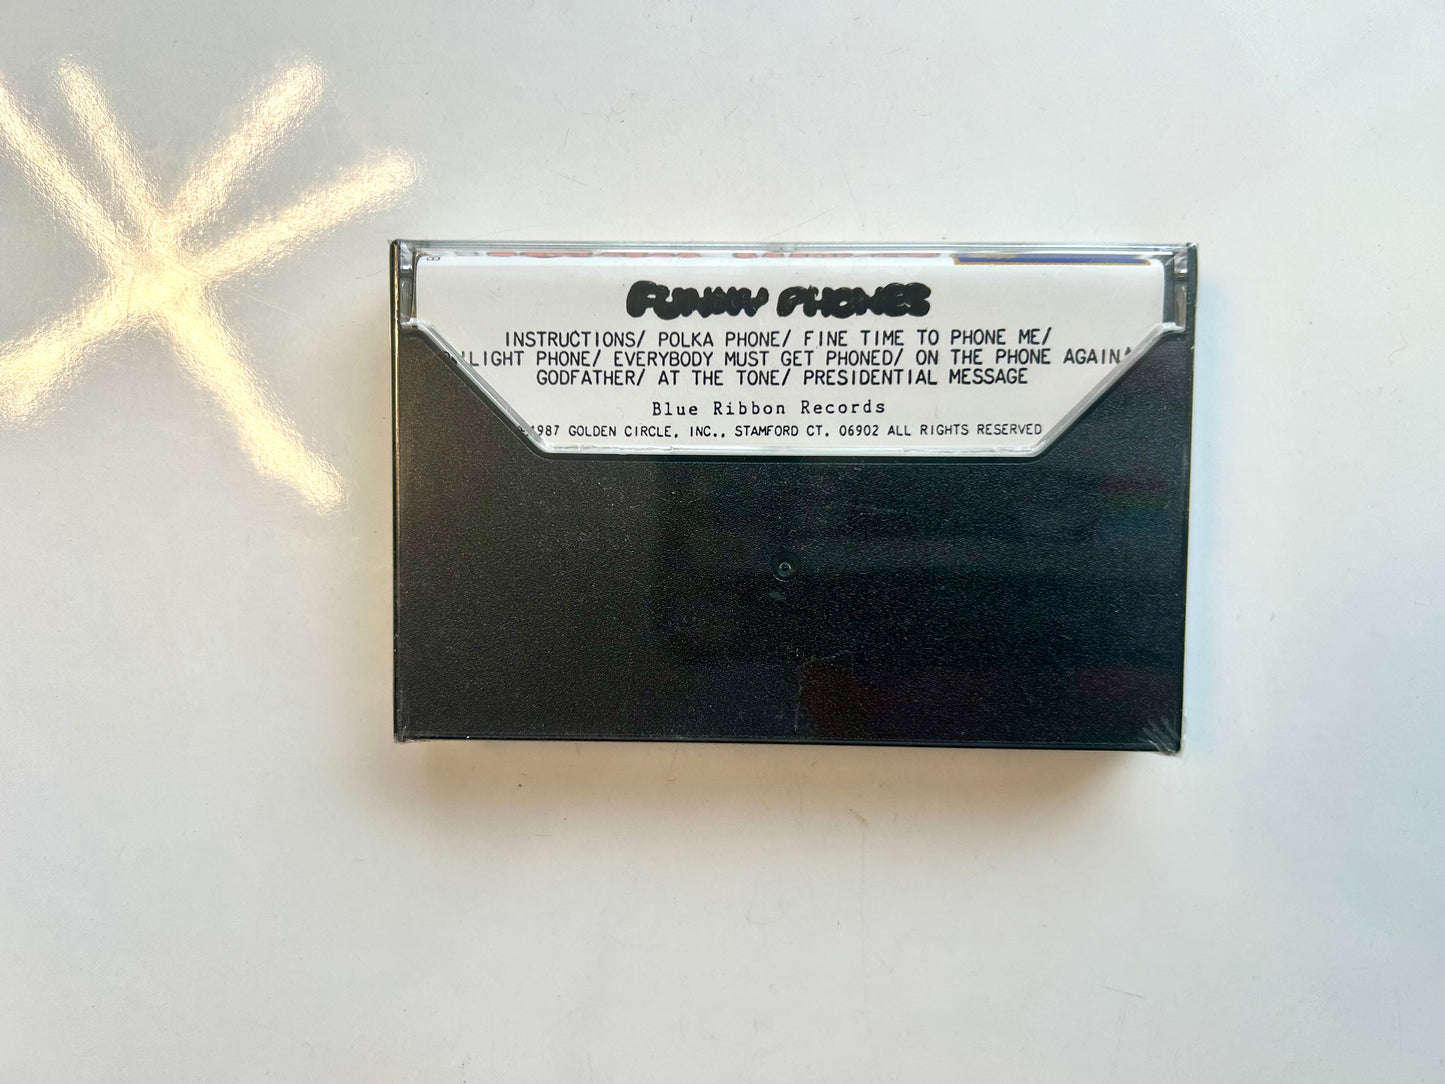 FUNNY PHONES
INSTRUCTIONS/ POLKA PHONE/ FINE TIME TO PHONE ME/
PHONE/ EVERYBODY MUST GET PHONED/ ON THE PHONE AGAIN/
GODFATHER/ AT THE TONE/ PRESIDENTIAL MESSAGE
Blue Ribbon Records
1987 GOLDEN CIRCLE, INC., STAMFORD CT. 06902 ALL RIGHTS RESERVED